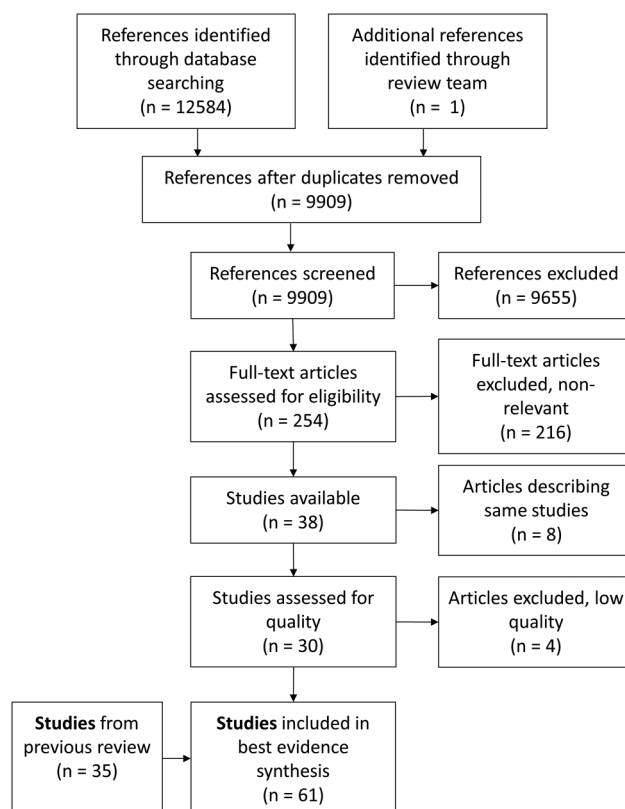 References identified
through database
searching
(n = 12584)
Additional references
identified through
review team
(n = 1)
References after duplicates removed
(n = 9909)
References screened
(n = 9909)
References excluded
(n = 9655)
Full-text articles
assessed for eligibility
(n = 254)
Full-text articles
excluded, non-
relevant
(n = 216)
Studies available
(n = 38)
Articles describing
same studies
(n = 8)
Studies assessed for
quality
(n = 30)
Articles excluded, low
quality
(n = 4)
Studies from
previous review
(n = 35)
Studies included in
best evidence
synthesis
(n = 61)